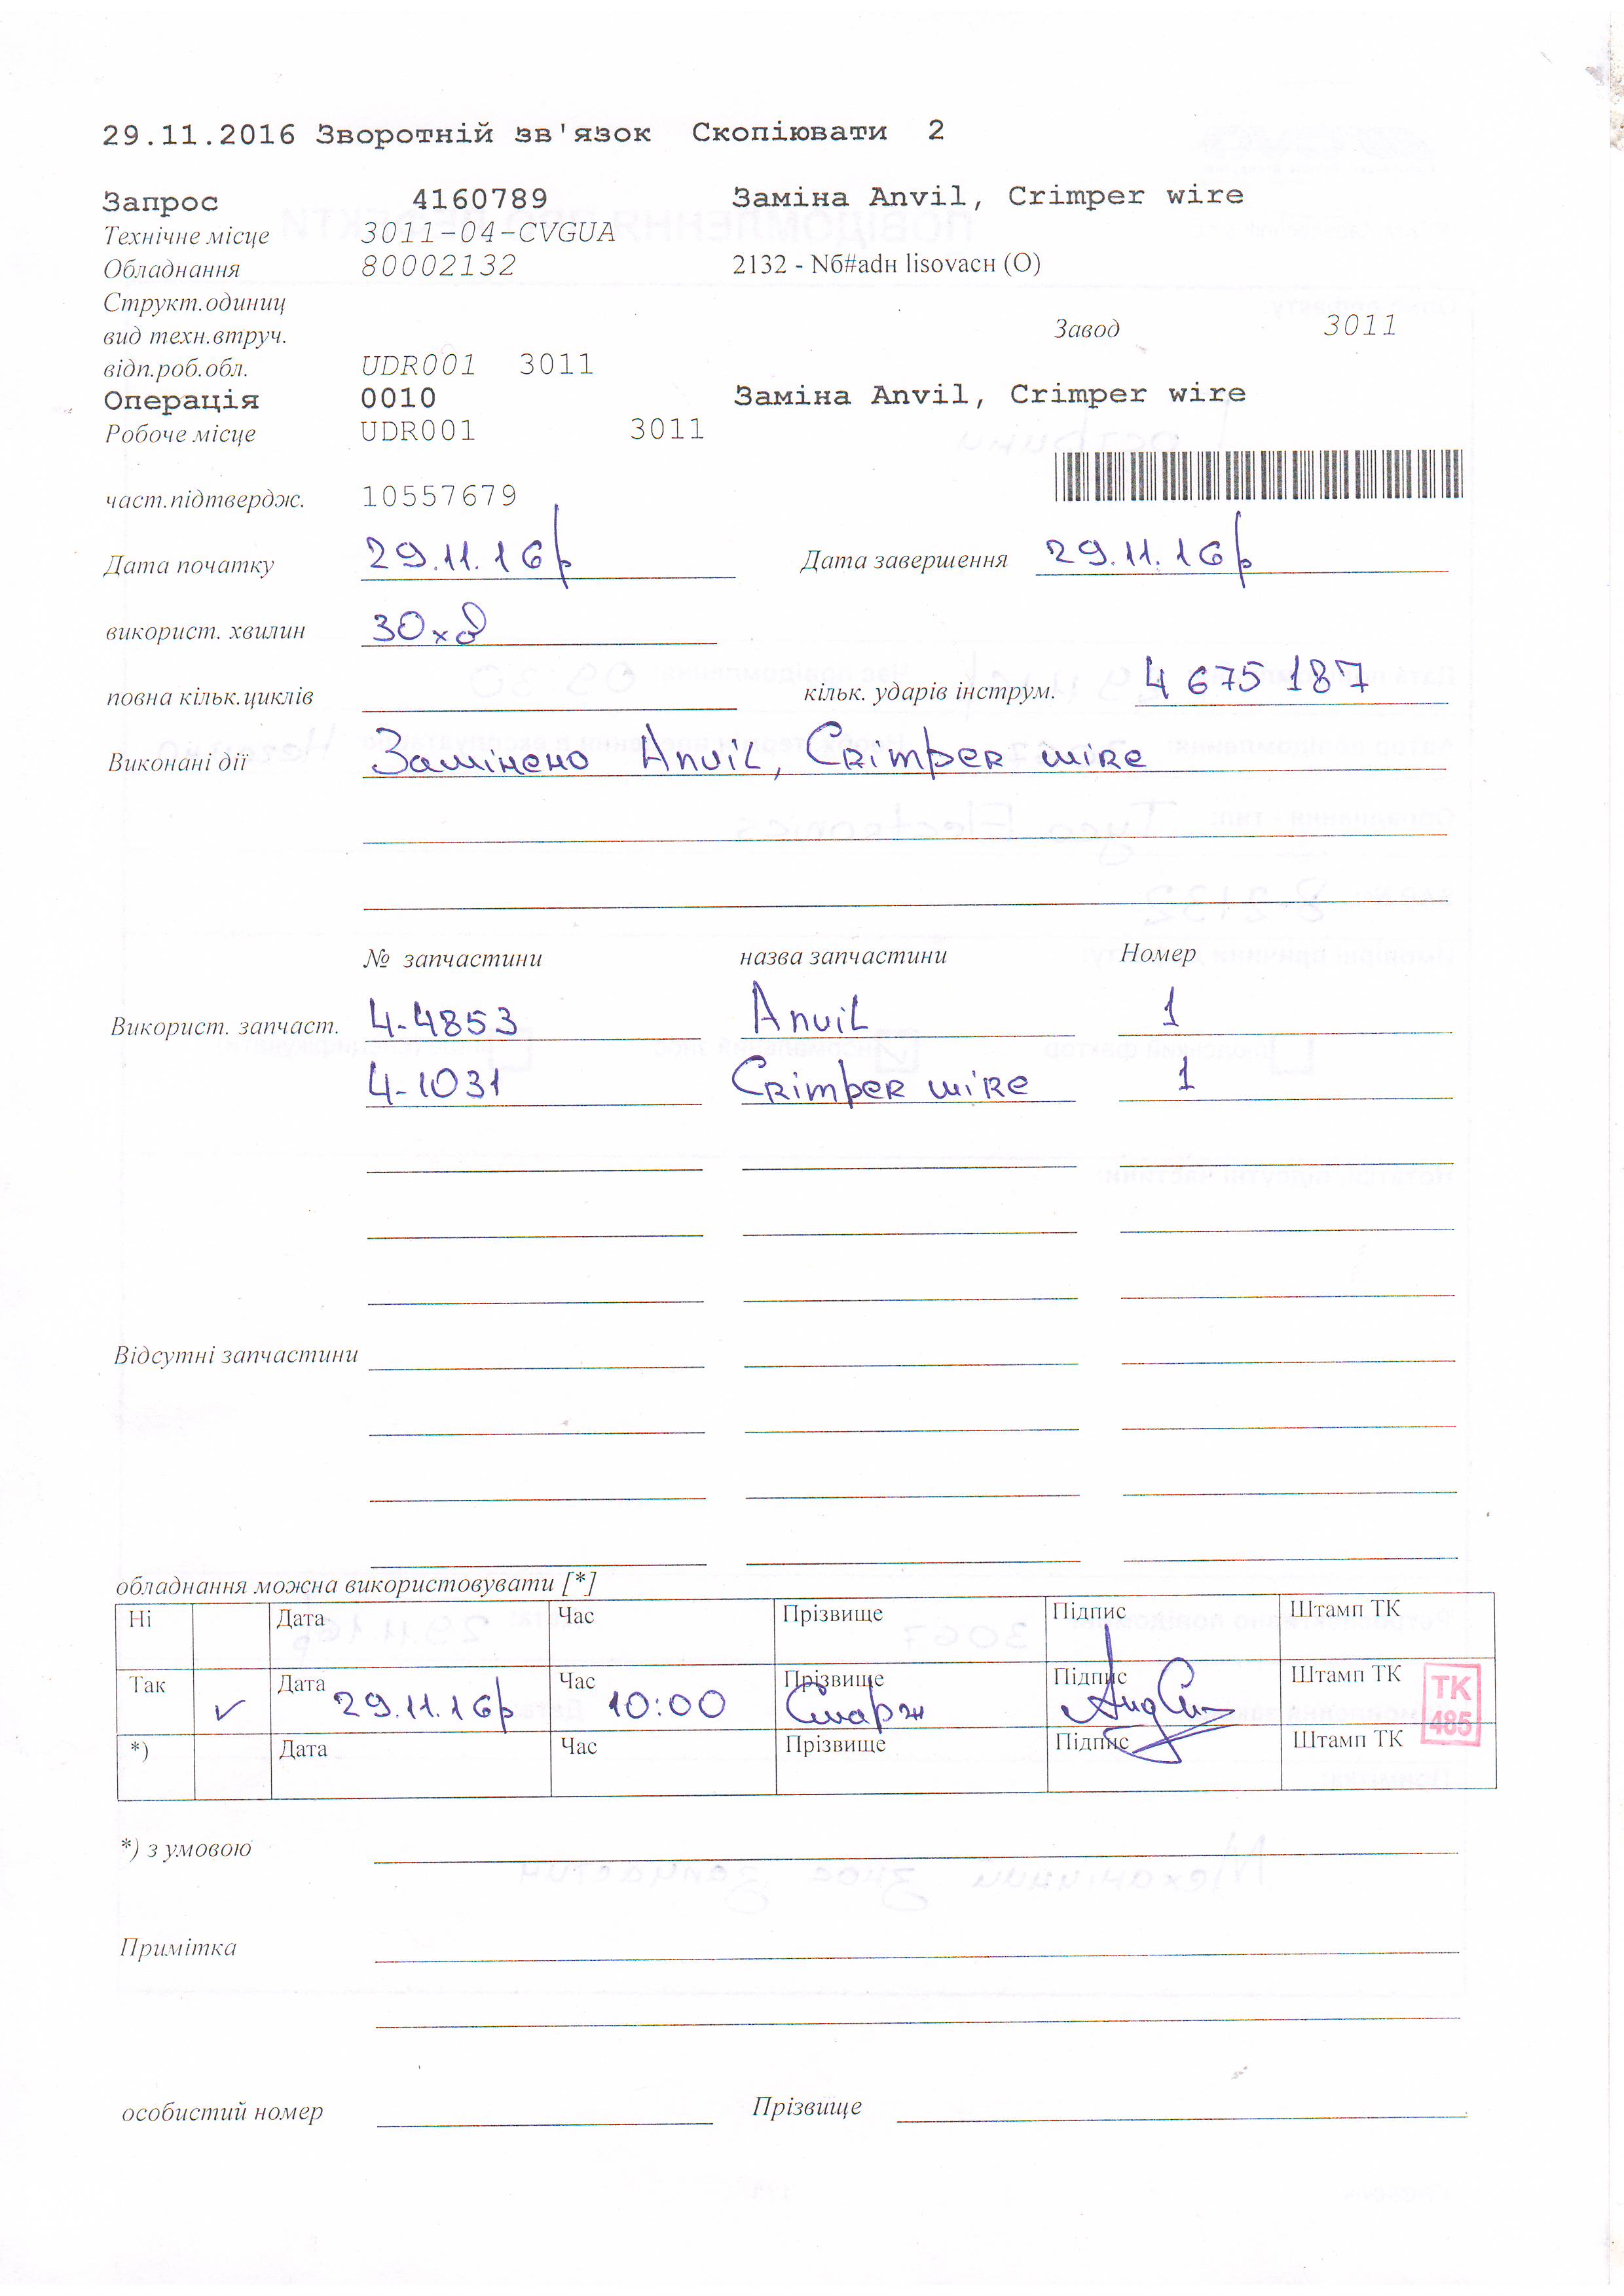 29.11.2016 Зворотній зв'язок Скопіювати 2
Запрос 4160789 Заміна Anvil, Crimper wire
Технічне місце 3011-04-CVGUA
Обладнання 80002132 2132 - Nб#adн lisovасн (O)
Структ.одиниц
вид техн.втруч. Завод 3011
відп.роб.обл. UDR001 3011
Операція 0010 Заміна Anvil, Crimper wire
Робоче місце UDR001 3011
част.підтвердж. 10557679
Дата початку 29.11.16р Дата завершення 29.11.16р
використ. хвилин 30хв
повна кільк.циклів кільк. ударів інструм. 4 675 187
Виконані дії Замінено Anvil, Crimper wire
№ запчастини назва запчастини Номер
Використ. запчаст. 4-4853 Anvil 1
4-1031 Crimper wire 1
Відсутні запчастини
обладнання можна використовувати [*]
Ні Дата Час Прізвище Підпис Штамп ТК
Так Дата Час Прізвище Підпис Штамп ТК
✓ 29.11.16р 10:00 ТК 485
*) Дата Час Прізвище Підпис Штамп ТК
*) з умовою
Примітка
особистий номер Прізвище